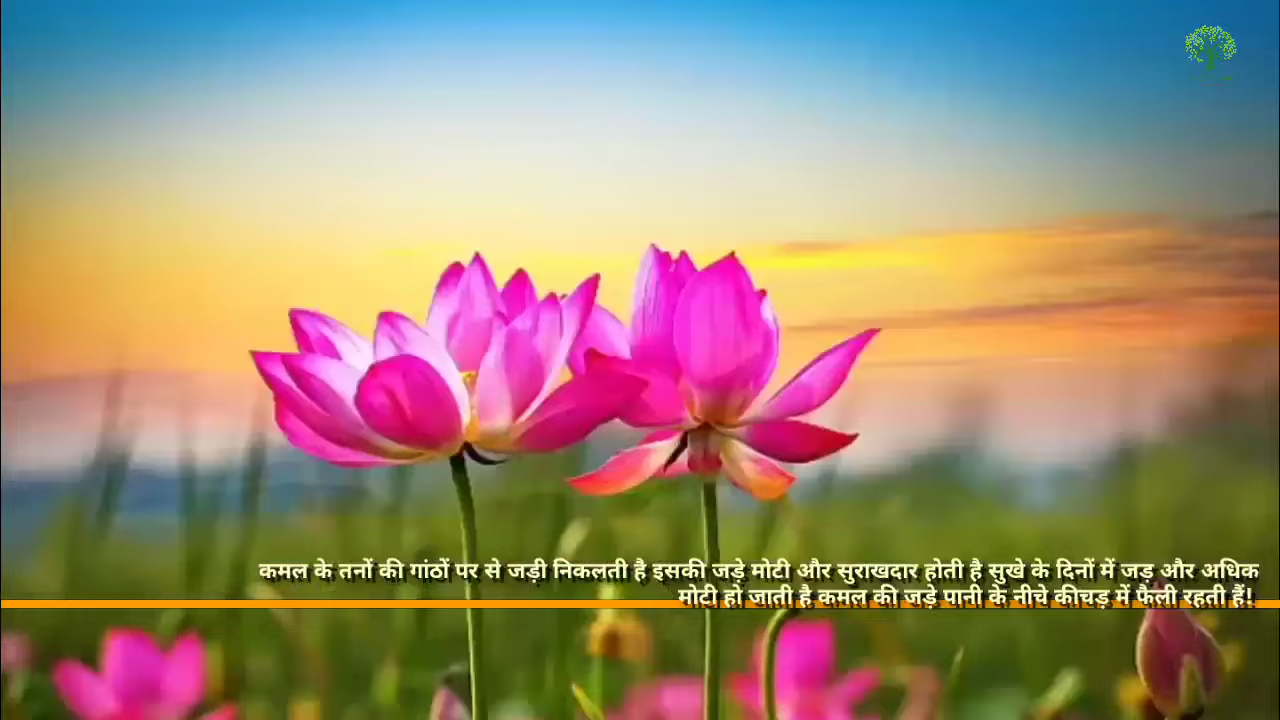 कमल के तनों की गांठों पर से जड़ी निकलती है इसकी जड़े मोटी और सुराखदार होती है सुखे के दिनों में जड़ और अधिक
मोटी हो जाती है कमल की जड़े पानी के नीचे कीचड़ में फैली रहती हैं!